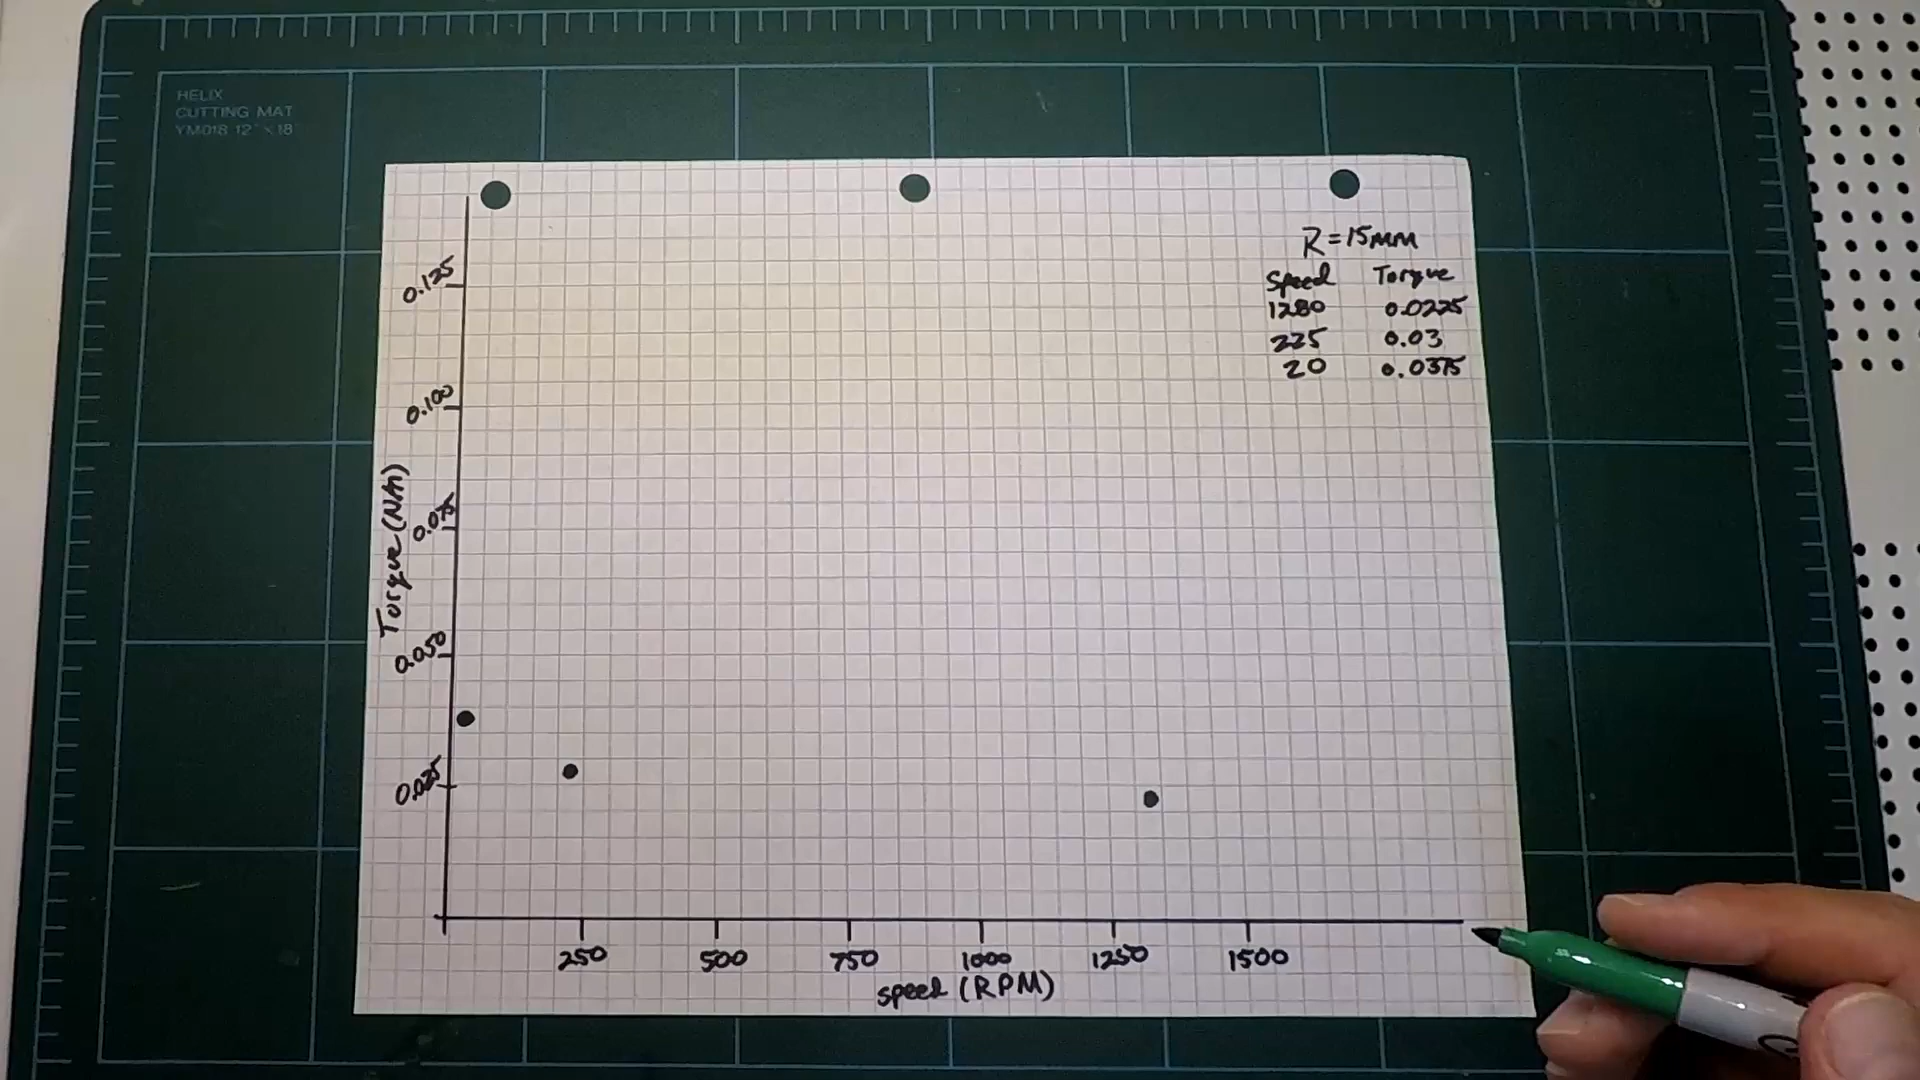 HELIX
CUTTING MAT
YM018 12" x 18"
R = 15mm
Speed Torque
1280 0.0225
225 0.03
20 0.0375
0.125
0.100
0.075
0.050
0.025
Torque (NM)
250 500 750 1000 1250 1500
speed (RPM)